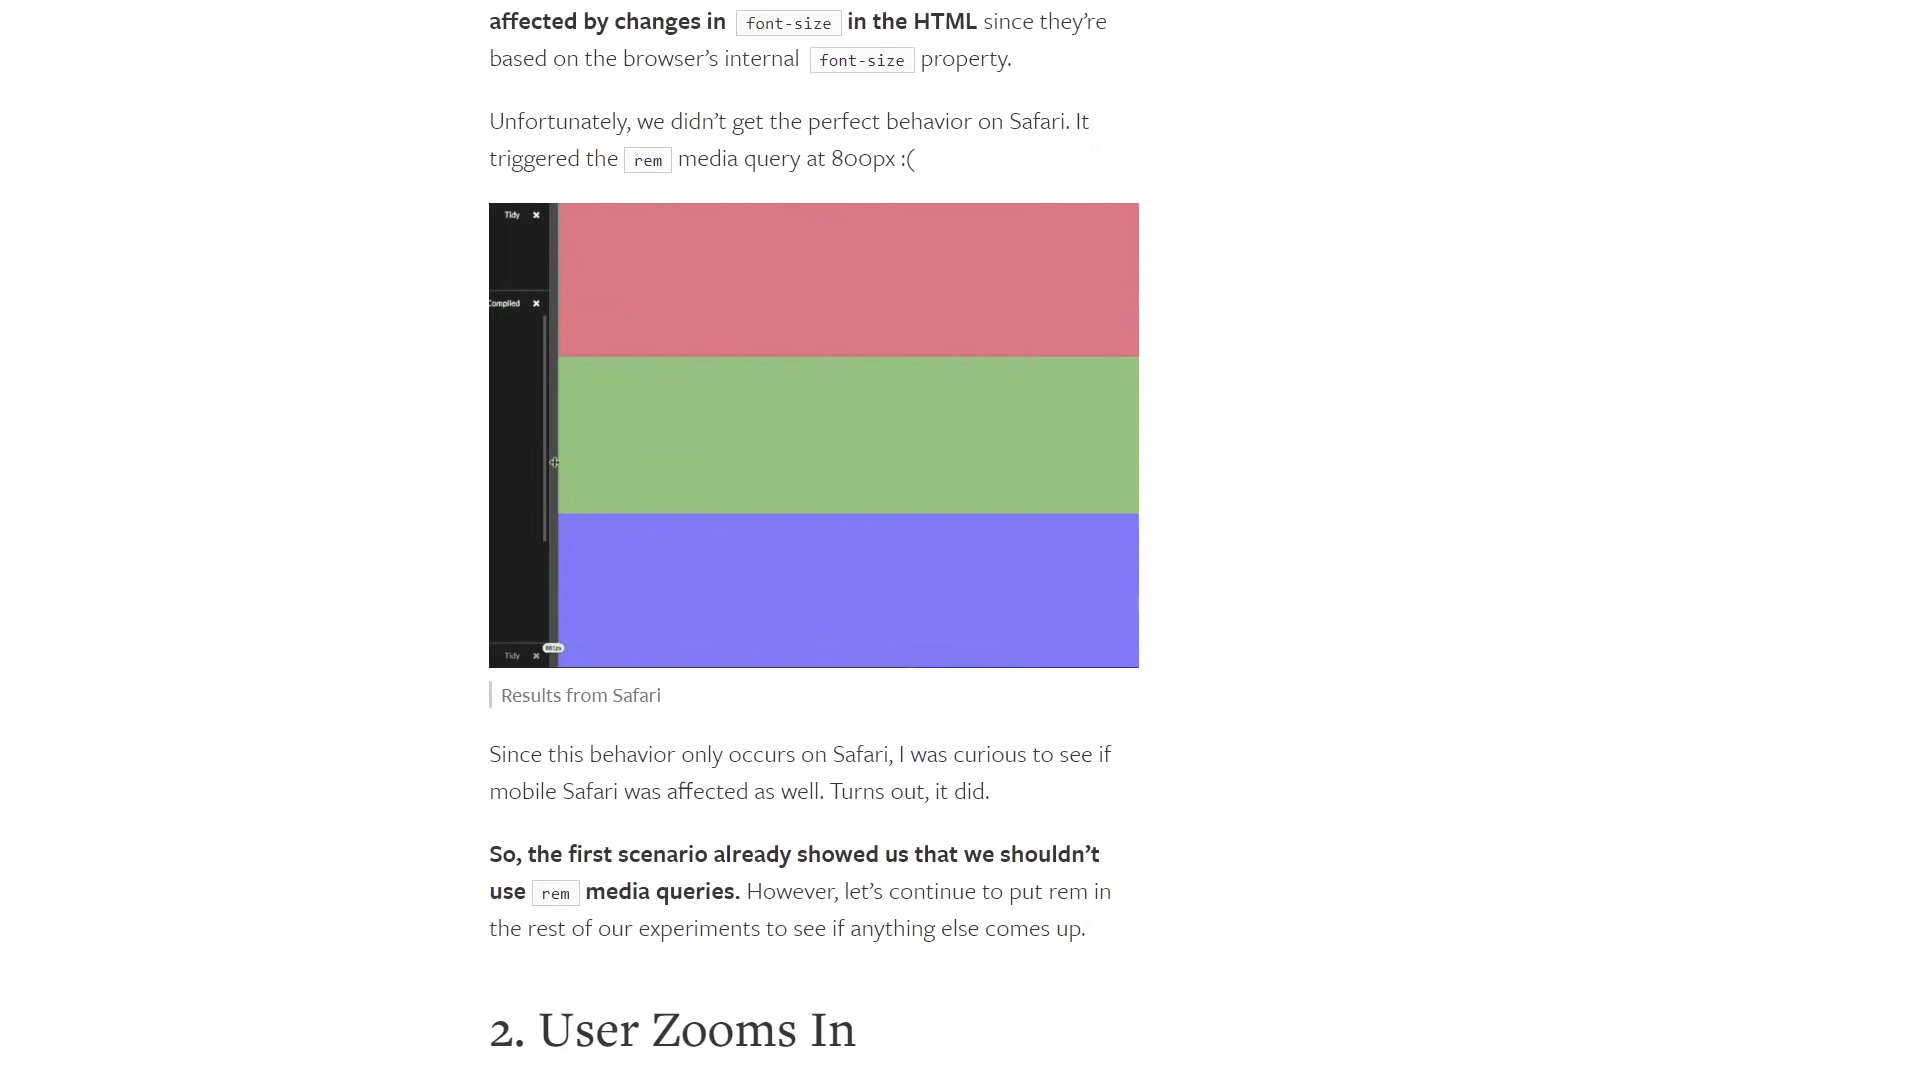 affected by changes in font-size in the HTML since they’re
based on the browser’s internal font-size property.
Unfortunately, we didn’t get the perfect behavior on Safari. It
triggered the rem media query at 800px :(
Tidy ×
Compiled ×
Tidy ×
Results from Safari
Since this behavior only occurs on Safari, I was curious to see if
mobile Safari was affected as well. Turns out, it did.
So, the first scenario already showed us that we shouldn’t
use rem media queries. However, let’s continue to put rem in
the rest of our experiments to see if anything else comes up.
2. User Zooms In